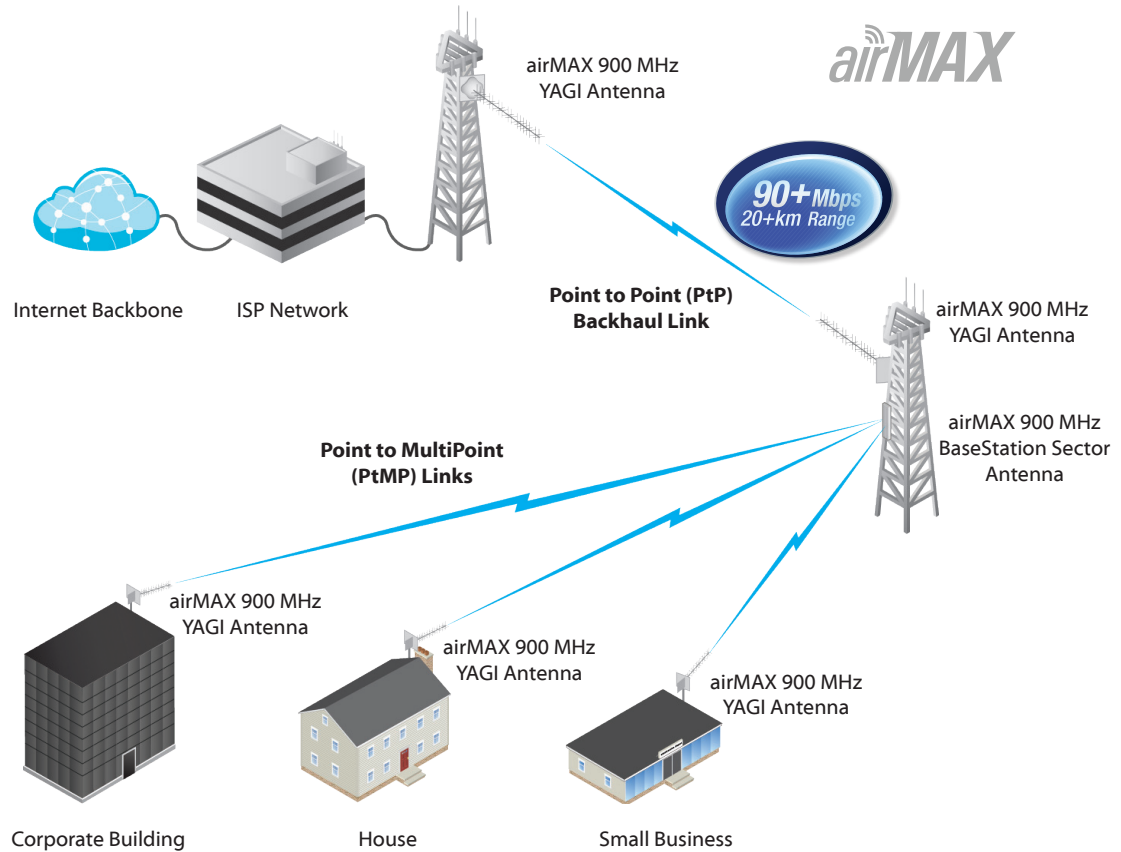 airMAX
airMAX 900 MHz
YAGI Antenna
90+ Mbps
20+km Range
Internet Backbone
ISP Network
Point to Point (PtP)
Backhaul Link
airMAX 900 MHz
YAGI Antenna
airMAX 900 MHz
BaseStation Sector
Antenna
Point to MultiPoint
(PtMP) Links
airMAX 900 MHz
YAGI Antenna
airMAX 900 MHz
YAGI Antenna
airMAX 900 MHz
YAGI Antenna
Corporate Building
House
Small Business